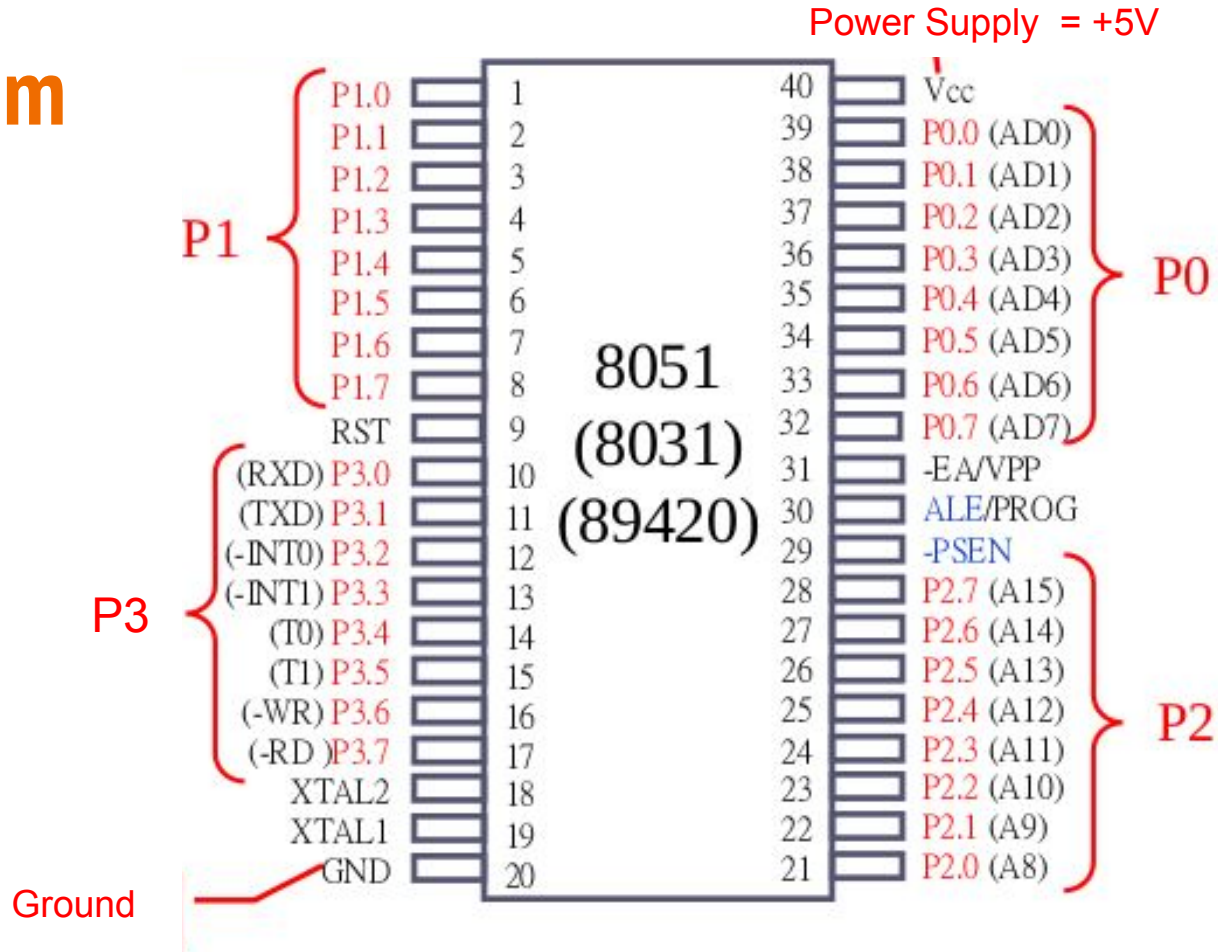 Power Supply = +5V
m
P1.0 1 40 Vcc
P1.1 2 39 P0.0 (AD0)
P1.2 3 38 P0.1 (AD1)
P1.3 4 37 P0.2 (AD2)
P1 P1.4 5 36 P0.3 (AD3) P0
P1.5 6 35 P0.4 (AD4)
P1.6 7 34 P0.5 (AD5)
P1.7 8 33 P0.6 (AD6)
RST 9 32 P0.7 (AD7)
8051
(8031)
(89420)
(RXD) P3.0 10 31 -EA/VPP
(TXD) P3.1 11 30 ALE/PROG
(-INT0) P3.2 12 29 -PSEN
P3 (-INT1) P3.3 13 28 P2.7 (A15)
(T0) P3.4 14 27 P2.6 (A14)
(T1) P3.5 15 26 P2.5 (A13)
(-WR) P3.6 16 25 P2.4 (A12) P2
(-RD )P3.7 17 24 P2.3 (A11)
XTAL2 18 23 P2.2 (A10)
XTAL1 19 22 P2.1 (A9)
GND 20 21 P2.0 (A8)
Ground